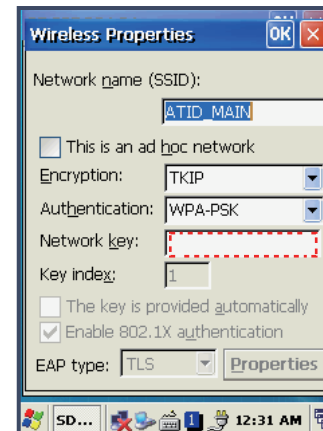 Wireless Properties OK
Network name (SSID):
ATID_MAIN
This is an ad hoc network
Encryption: TKIP
Authentication: WPA-PSK
Network key:
Key index: 1
The key is provided automatically
Enable 802.1X authentication
EAP type: TLS Properties
SD... 1 12:31 AM